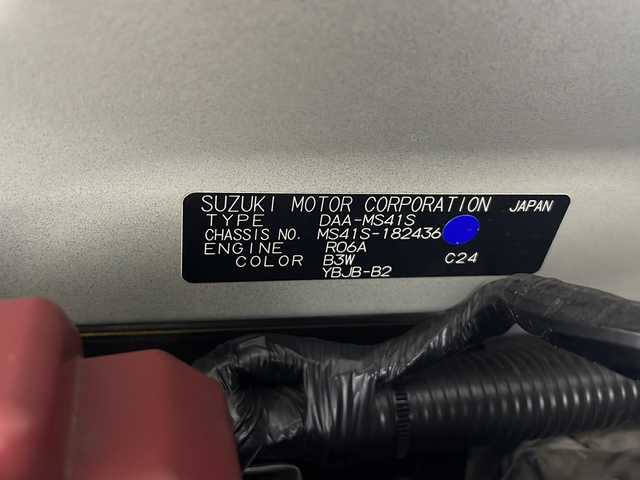 SUZUKI MOTOR CORPORATION JAPAN
TYPE DAA-MS41S
CHASSIS NO. MS41S-182436
ENGINE R06A
COLOR B3W C24
YBJB-B2